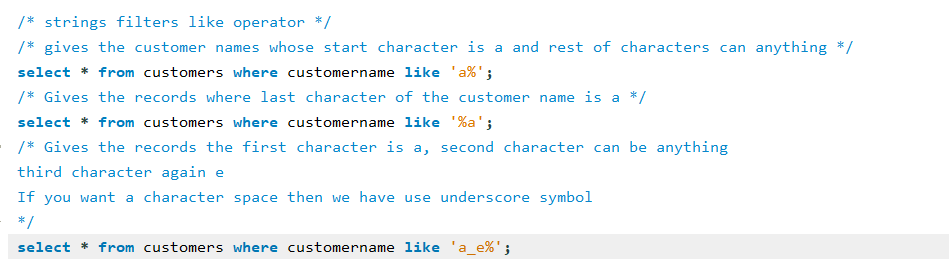 /* strings filters like operator */
/* gives the customer names whose start character is a and rest of characters can anything */
select * from customers where customername like 'a%';
/* Gives the records where last character of the customer name is a */
select * from customers where customername like '%a';
/* Gives the records the first character is a, second character can be anything
third character again e
If you want a character space then we have use underscore symbol
*/
select * from customers where customername like 'a_e%';